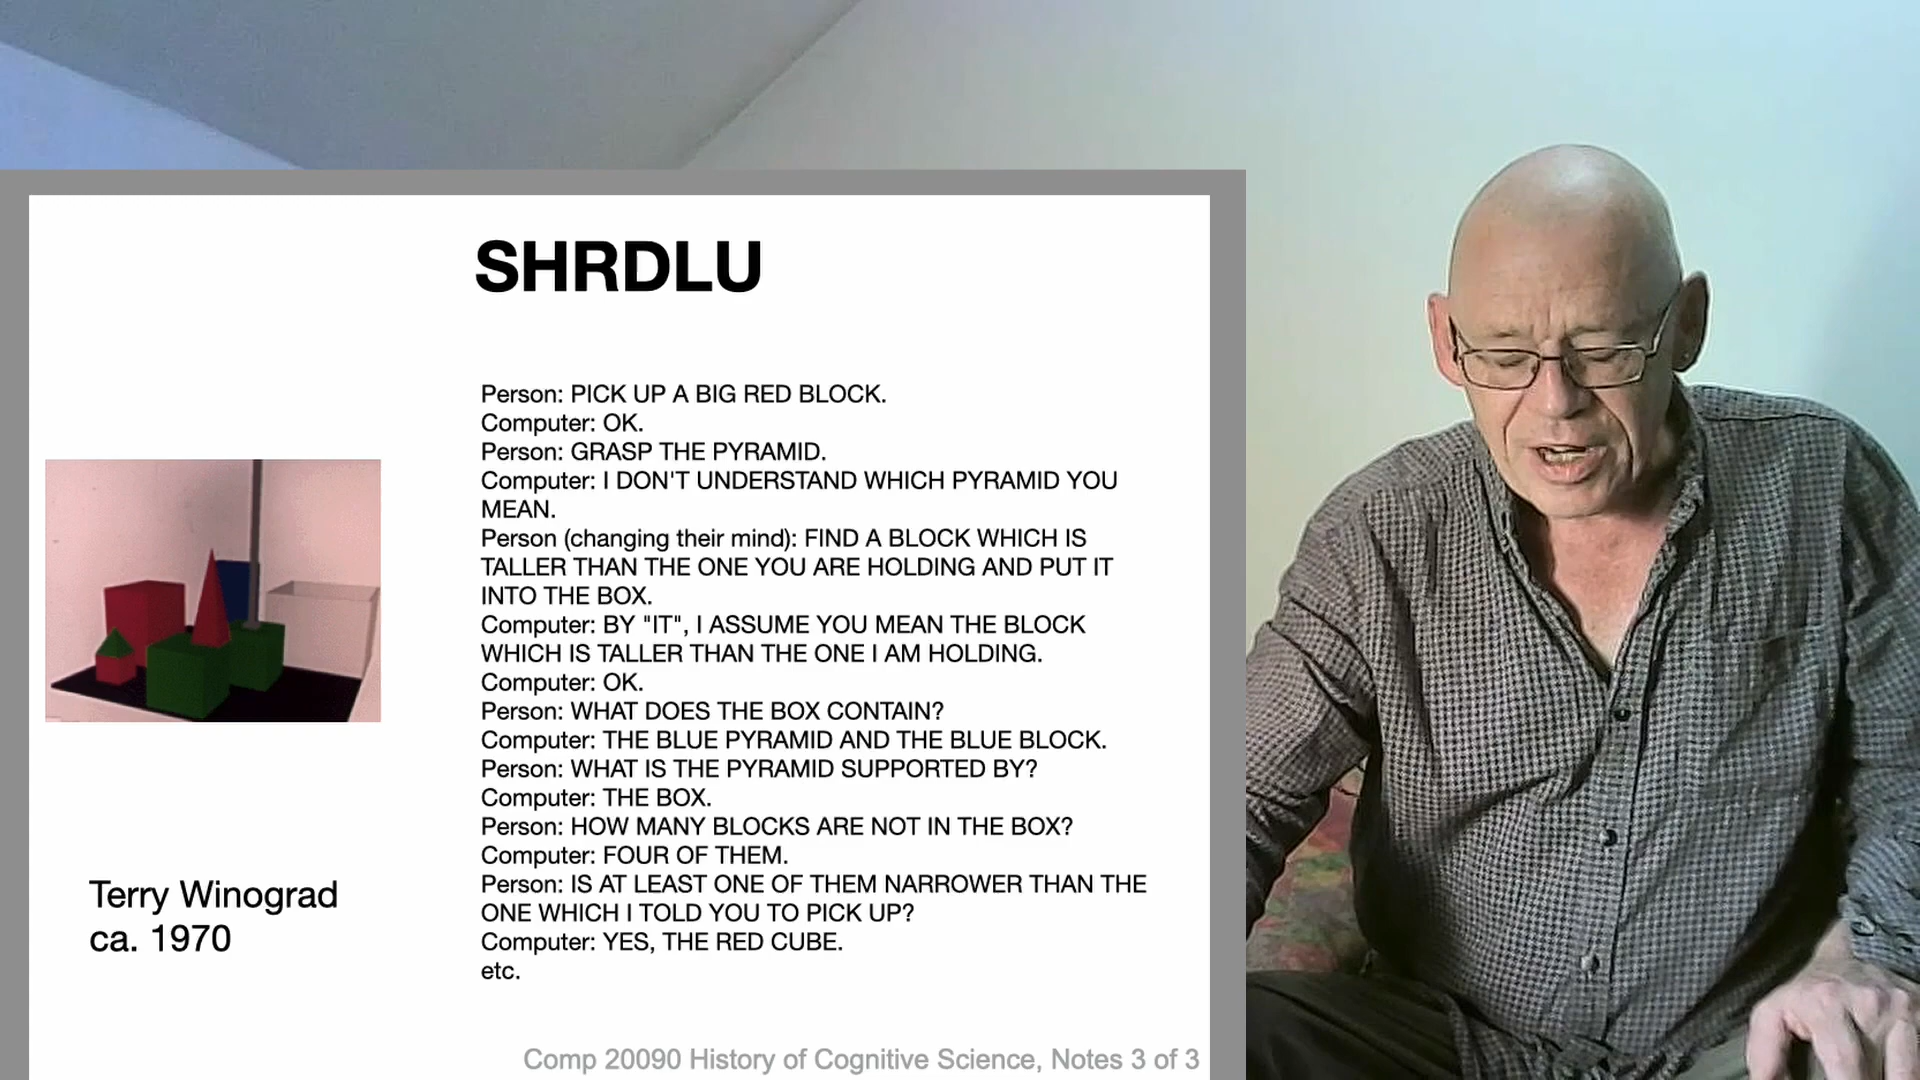 SHRDLU
Person: PICK UP A BIG RED BLOCK.
Computer: OK.
Person: GRASP THE PYRAMID.
Computer: I DON'T UNDERSTAND WHICH PYRAMID YOU
MEAN.
Person (changing their mind): FIND A BLOCK WHICH IS
TALLER THAN THE ONE YOU ARE HOLDING AND PUT IT
INTO THE BOX.
Computer: BY "IT", I ASSUME YOU MEAN THE BLOCK
WHICH IS TALLER THAN THE ONE I AM HOLDING.
Computer: OK.
Person: WHAT DOES THE BOX CONTAIN?
Computer: THE BLUE PYRAMID AND THE BLUE BLOCK.
Person: WHAT IS THE PYRAMID SUPPORTED BY?
Computer: THE BOX.
Person: HOW MANY BLOCKS ARE NOT IN THE BOX?
Computer: FOUR OF THEM.
Person: IS AT LEAST ONE OF THEM NARROWER THAN THE
ONE WHICH I TOLD YOU TO PICK UP?
Computer: YES, THE RED CUBE.
etc.
Terry Winograd
ca. 1970
Comp 20090 History of Cognitive Science, Notes 3 of 3